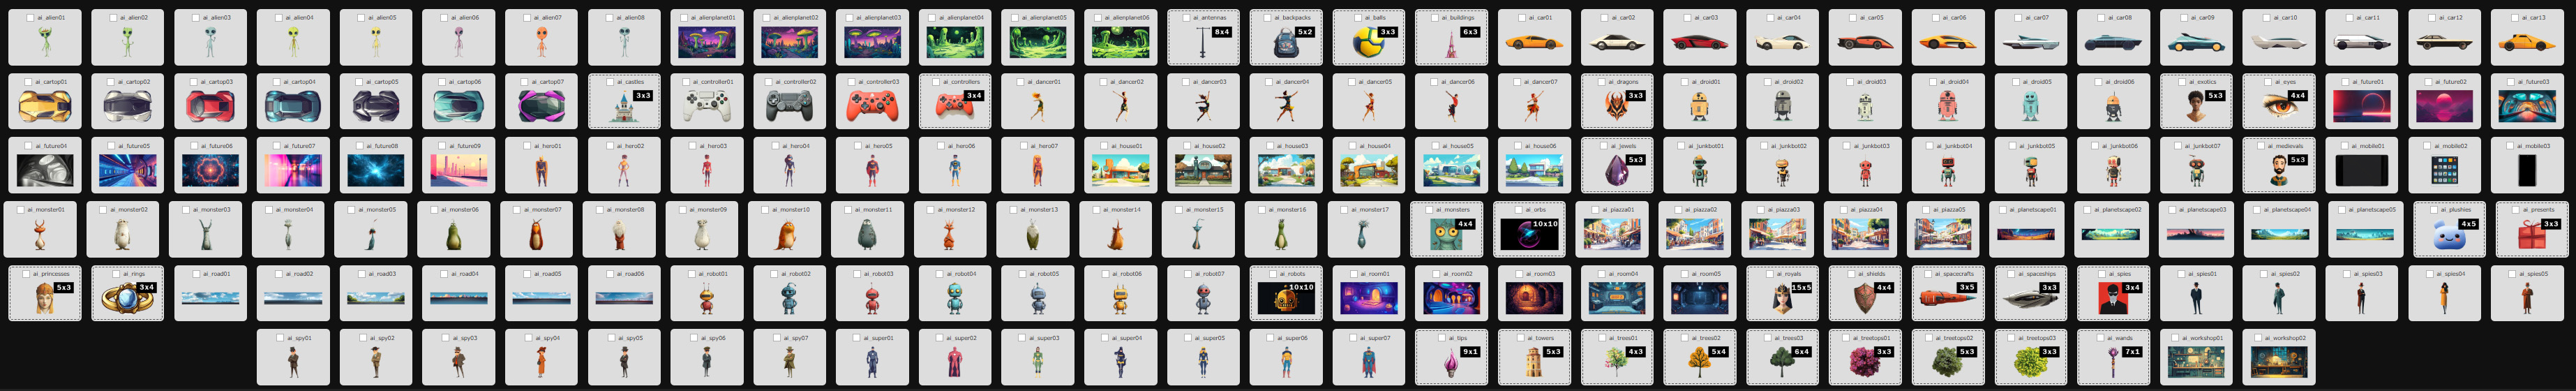 ai_alien01 ai_alien02 ai_alien03 ai_alien04 ai_alien05 ai_alien06 ai_alien07 ai_alien08 ai_alienplanet01 ai_alienplanet02 ai_alienplanet03 ai_alienplanet04 ai_alienplanet05 ai_alienplanet06 ai_antennas ai_backpacks ai_balls ai_buildings ai_car01 ai_car02 ai_car03 ai_car04 ai_car05 ai_car06 ai_car07 ai_car08 ai_car09 ai_car10 ai_car11 ai_car12 ai_car13
8x4 5x2 3x3 6x3
ai_cartop01 ai_cartop02 ai_cartop03 ai_cartop04 ai_cartop05 ai_cartop06 ai_cartop07 ai_castles ai_controller01 ai_controller02 ai_controller03 ai_controllers ai_dancer01 ai_dancer02 ai_dancer03 ai_dancer04 ai_dancer05 ai_dancer06 ai_dancer07 ai_dragons ai_droid01 ai_droid02 ai_droid03 ai_droid04 ai_droid05 ai_droid06 ai_exotics ai_eyes ai_future01 ai_future02 ai_future03
3x3 3x4 3x3 5x3 4x4
ai_future04 ai_future05 ai_future06 ai_future07 ai_future08 ai_future09 ai_hero01 ai_hero02 ai_hero03 ai_hero04 ai_hero05 ai_hero06 ai_hero07 ai_house01 ai_house02 ai_house03 ai_house04 ai_house05 ai_house06 ai_jewels ai_junkbot01 ai_junkbot02 ai_junkbot03 ai_junkbot04 ai_junkbot05 ai_junkbot06 ai_junkbot07 ai_medievals ai_mobile01 ai_mobile02 ai_mobile03
5x3 5x3
ai_monster01 ai_monster02 ai_monster03 ai_monster04 ai_monster05 ai_monster06 ai_monster07 ai_monster08 ai_monster09 ai_monster10 ai_monster11 ai_monster12 ai_monster13 ai_monster14 ai_monster15 ai_monster16 ai_monster17 ai_monsters ai_orbs ai_piazza01 ai_piazza02 ai_piazza03 ai_piazza04 ai_piazza05 ai_planetscape01 ai_planetscape02 ai_planetscape03 ai_planetscape04 ai_planetscape05 ai_plushies ai_presents
4x4 10x10 4x5 3x3
ai_princesses ai_rings ai_road01 ai_road02 ai_road03 ai_road04 ai_road05 ai_road06 ai_robot01 ai_robot02 ai_robot03 ai_robot04 ai_robot05 ai_robot06 ai_robot07 ai_robots ai_room01 ai_room02 ai_room03 ai_room04 ai_room05 ai_royals ai_shields ai_spacecrafts ai_spaceships ai_spies ai_spies01 ai_spies02 ai_spies03 ai_spies04 ai_spies05
5x3 3x4 10x10 15x5 4x4 3x5 3x3 3x4
ai_spy01 ai_spy02 ai_spy03 ai_spy04 ai_spy05 ai_spy06 ai_spy07 ai_super01 ai_super02 ai_super03 ai_super04 ai_super05 ai_super06 ai_super07 ai_tips ai_towers ai_trees01 ai_trees02 ai_trees03 ai_treetops01 ai_treetops02 ai_treetops03 ai_wands ai_workshop01 ai_workshop02
9x1 5x3 4x3 5x4 6x4 3x3 5x3 3x3 7x1